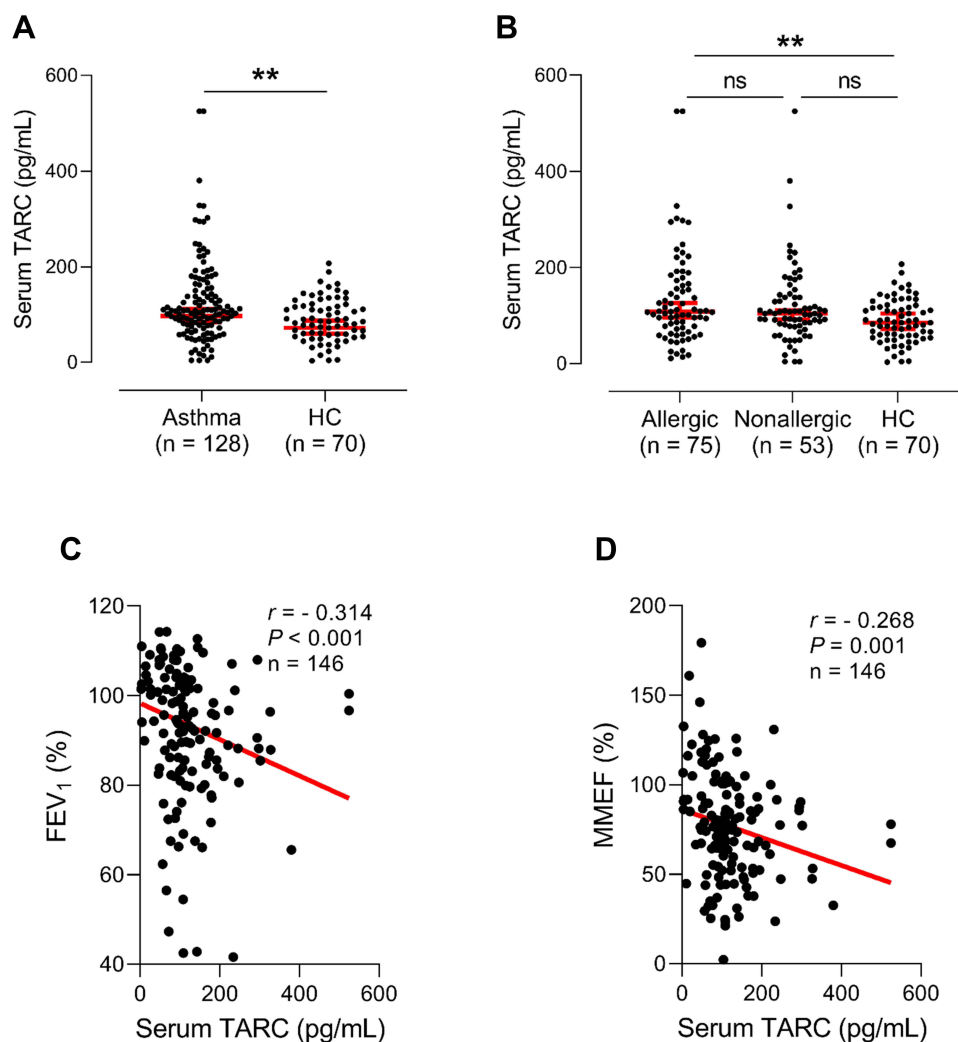 A
**
600
400
200
0
Serum TARC (pg/mL)
Asthma HC
(n = 128) (n = 70)
B
**
ns ns
600
400
200
0
Serum TARC (pg/mL)
Allergic Nonallergic HC
(n = 75) (n = 53) (n = 70)
C
r = - 0.314
P < 0.001
n = 146
120
100
80
60
40
FEV₁ (%)
0 200 400 600
Serum TARC (pg/mL)
D
r = - 0.268
P = 0.001
n = 146
200
150
100
50
0
MMEF (%)
0 200 400 600
Serum TARC (pg/mL)